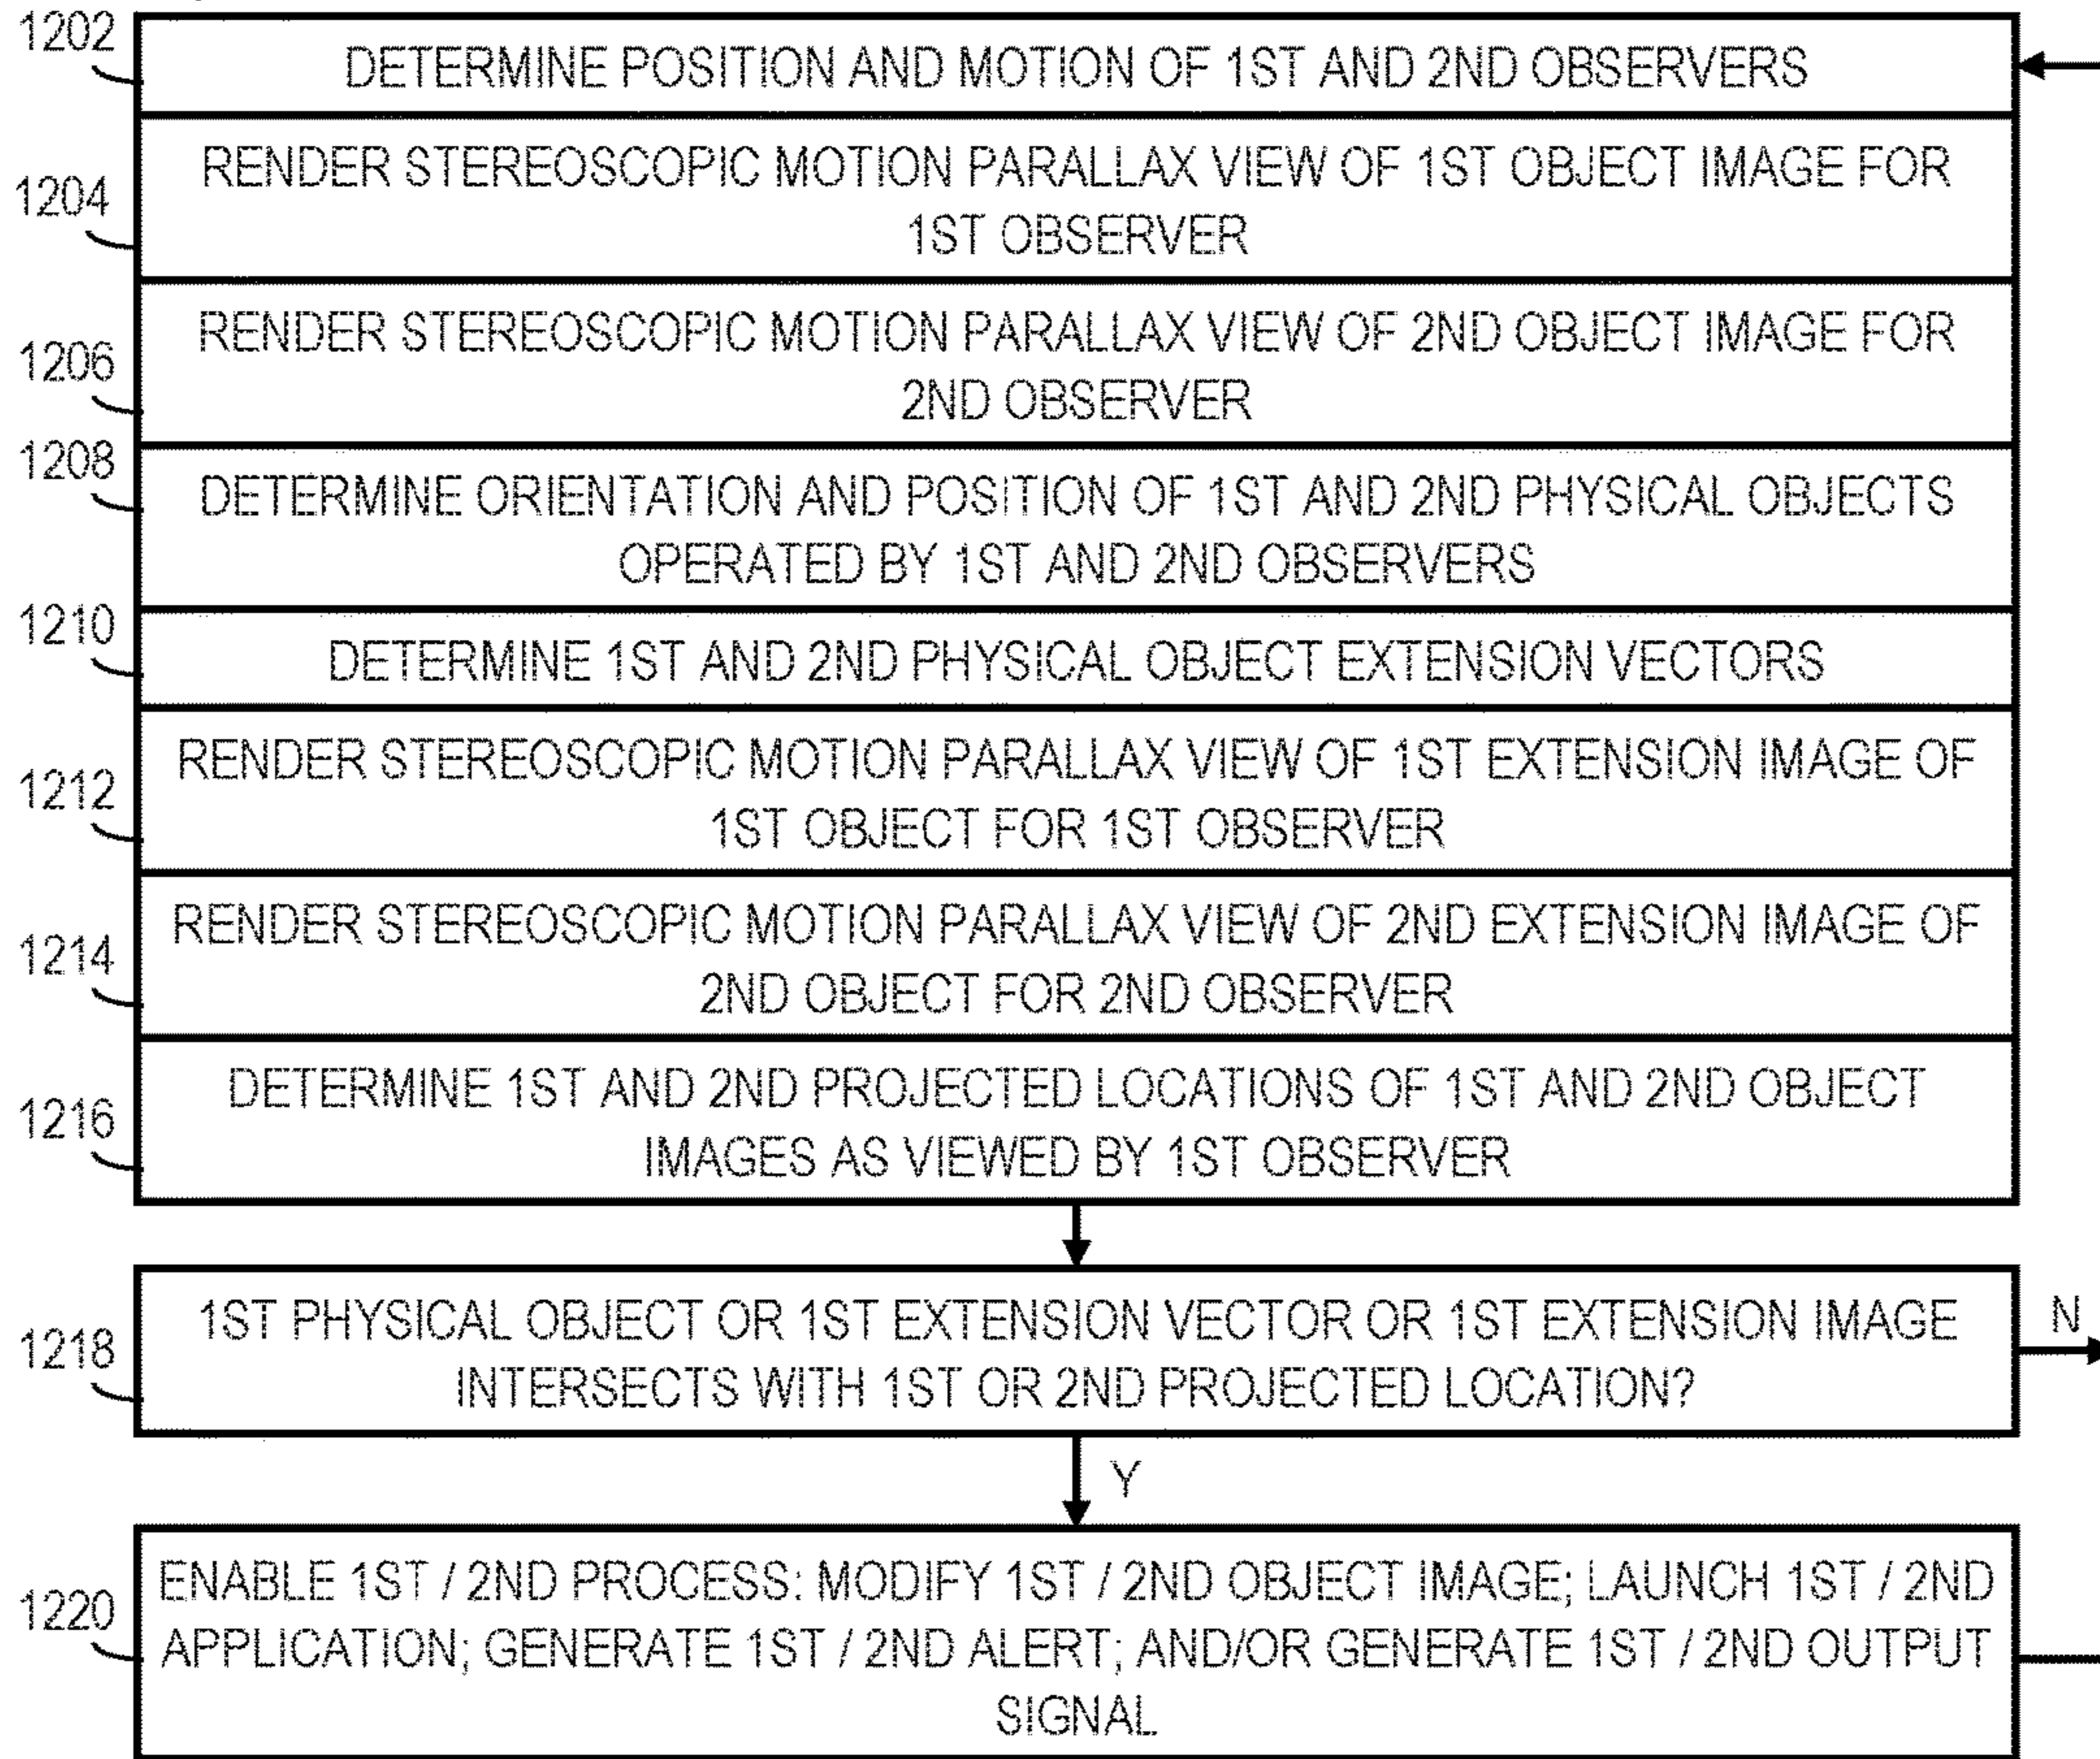 1202
DETERMINE POSITION AND MOTION OF 1ST AND 2ND OBSERVERS
1204
RENDER STEREOSCOPIC MOTION PARALLAX VIEW OF 1ST OBJECT IMAGE FOR
1ST OBSERVER
1206
RENDER STEREOSCOPIC MOTION PARALLAX VIEW OF 2ND OBJECT IMAGE FOR
2ND OBSERVER
1208
DETERMINE ORIENTATION AND POSITION OF 1ST AND 2ND PHYSICAL OBJECTS
OPERATED BY 1ST AND 2ND OBSERVERS
1210
DETERMINE 1ST AND 2ND PHYSICAL OBJECT EXTENSION VECTORS
1212
RENDER STEREOSCOPIC MOTION PARALLAX VIEW OF 1ST EXTENSION IMAGE OF
1ST OBJECT FOR 1ST OBSERVER
1214
RENDER STEREOSCOPIC MOTION PARALLAX VIEW OF 2ND EXTENSION IMAGE OF
2ND OBJECT FOR 2ND OBSERVER
1216
DETERMINE 1ST AND 2ND PROJECTED LOCATIONS OF 1ST AND 2ND OBJECT
IMAGES AS VIEWED BY 1ST OBSERVER
1218
1ST PHYSICAL OBJECT OR 1ST EXTENSION VECTOR OR 1ST EXTENSION IMAGE
INTERSECTS WITH 1ST OR 2ND PROJECTED LOCATION?
N
Y
1220
ENABLE 1ST / 2ND PROCESS: MODIFY 1ST / 2ND OBJECT IMAGE; LAUNCH 1ST / 2ND
APPLICATION; GENERATE 1ST / 2ND ALERT; AND/OR GENERATE 1ST / 2ND OUTPUT
SIGNAL